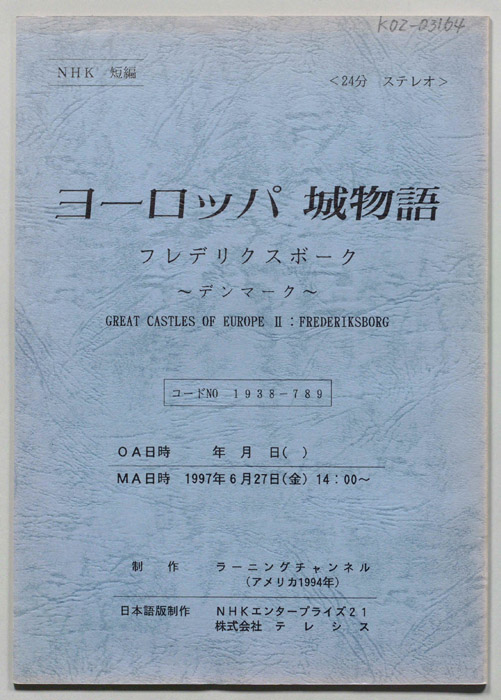 K02-03164
NHK 短編
<24分 ステレオ>
ヨーロッパ 城物語
フレデリクスボーク
~デンマーク~
GREAT CASTLES OF EUROPE Ⅱ:FREDERIKSBORG
コードNO 1938-789
OA日時 年 月 日( )
MA日時 1997年6月27日(金) 14:00~
制 作 ラーニングチャンネル
(アメリカ1994年)
日本語版制作 NHKエンタープライズ21
株式会社 テレシス